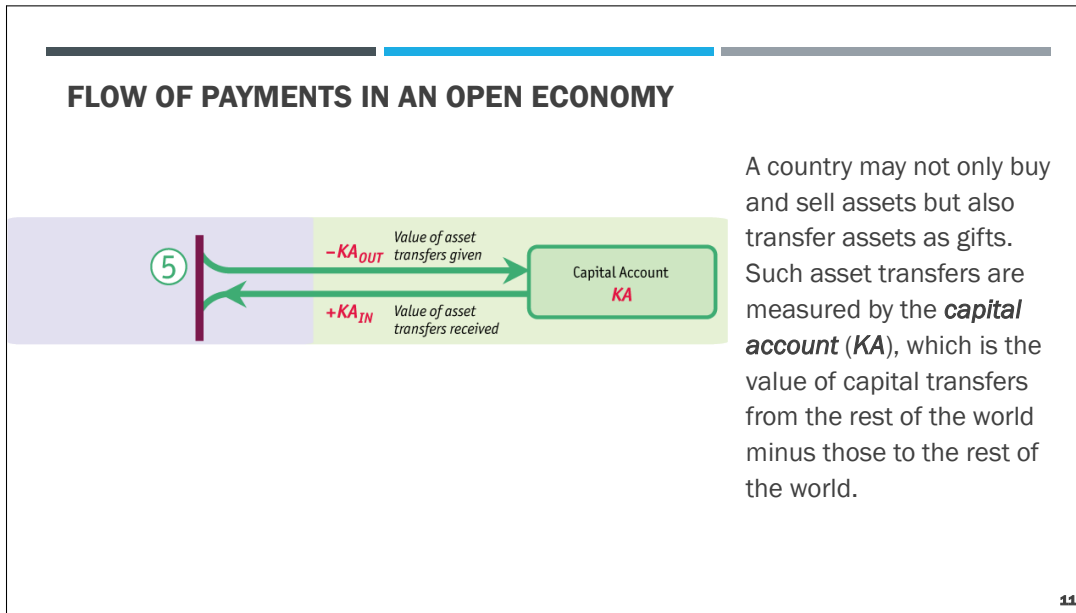 FLOW OF PAYMENTS IN AN OPEN ECONOMY
5
−KA_OUT
Value of asset
transfers given
+KA_IN
Value of asset
transfers received
Capital Account
KA
A country may not only buy
and sell assets but also
transfer assets as gifts.
Such asset transfers are
measured by the capital
account (KA), which is the
value of capital transfers
from the rest of the world
minus those to the rest of
the world.
11